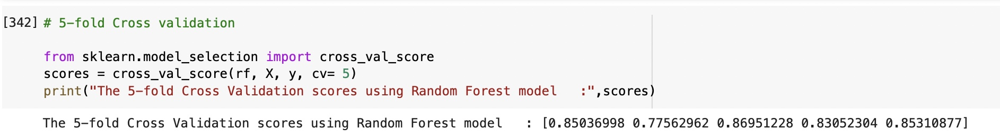 [342] # 5-fold Cross validation
from sklearn.model_selection import cross_val_score
scores = cross_val_score(rf, X, y, cv= 5)
print("The 5-fold Cross Validation scores using Random Forest model   :",scores)
The 5-fold Cross Validation scores using Random Forest model   : [0.85036998 0.77562962 0.86951228 0.83052304 0.85310877]